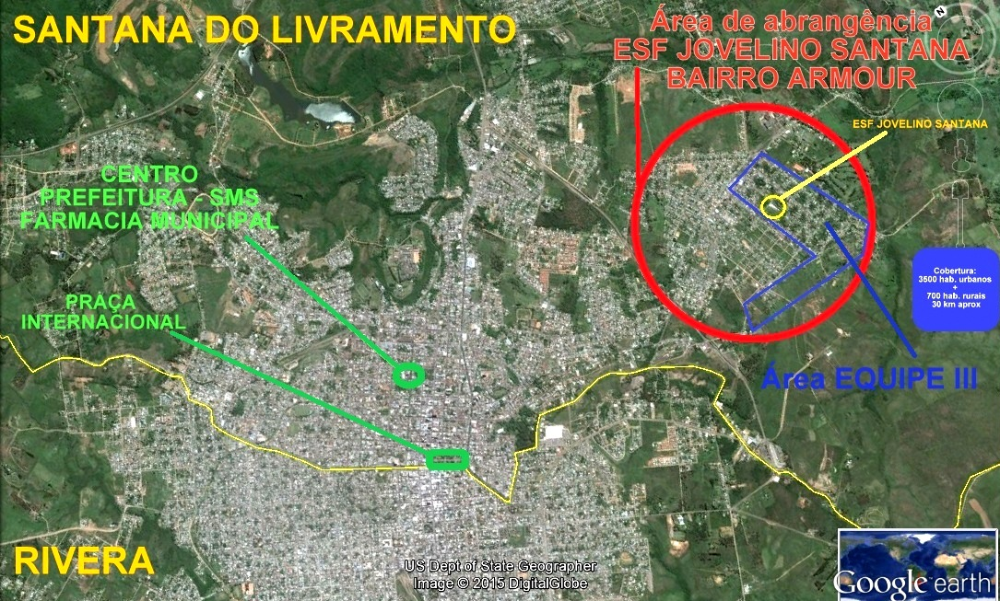 SANTANA DO LIVRAMENTO
Área de abrangência
ESF JOVELINO SANTANA
BAIRRO ARMOUR
N
ESF JOVELINO SANTANA
CENTRO
PREFEITURA - SMS
FARMACIA MUNICIPAL
Cobertura:
3500 hab. urbanos
+
700 hab. rurais
30 km aprox
PRAÇA
INTERNACIONAL
Área EQUIPE III
RIVERA
US Dept of State Geographer
Image © 2015 DigitalGlobe
Google earth